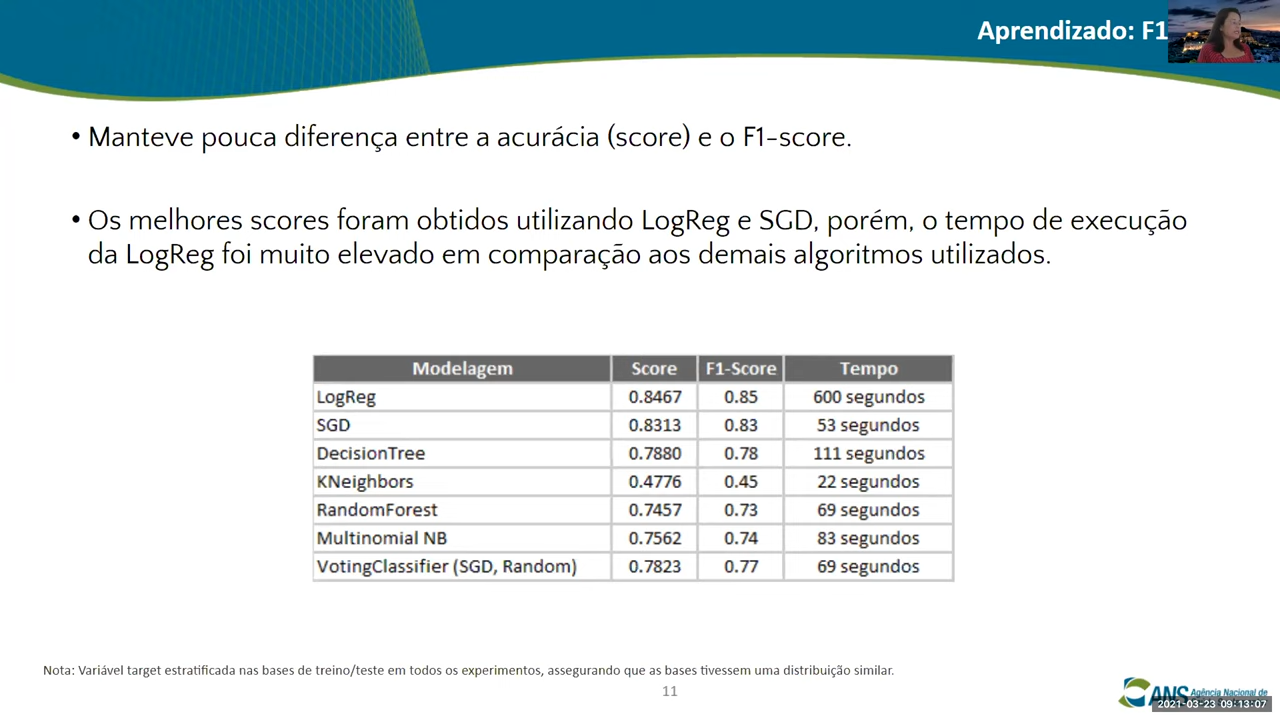 Aprendizado: F1
• Manteve pouca diferença entre a acurácia (score) e o F1-score.
• Os melhores scores foram obtidos utilizando LogReg e SGD, porém, o tempo de execução
da LogReg foi muito elevado em comparação aos demais algoritmos utilizados.
Modelagem Score F1-Score Tempo
LogReg 0.8467 0.85 600 segundos
SGD 0.8313 0.83 53 segundos
DecisionTree 0.7880 0.78 111 segundos
KNeighbors 0.4776 0.45 22 segundos
RandomForest 0.7457 0.73 69 segundos
Multinomial NB 0.7562 0.74 83 segundos
VotingClassifier (SGD, Random) 0.7823 0.77 69 segundos
Nota: Variável target estratificada nas bases de treino/teste em todos os experimentos, assegurando que as bases tivessem uma distribuição similar.
11
ANS Agência Nacional de
2021-03-23 09:13:07